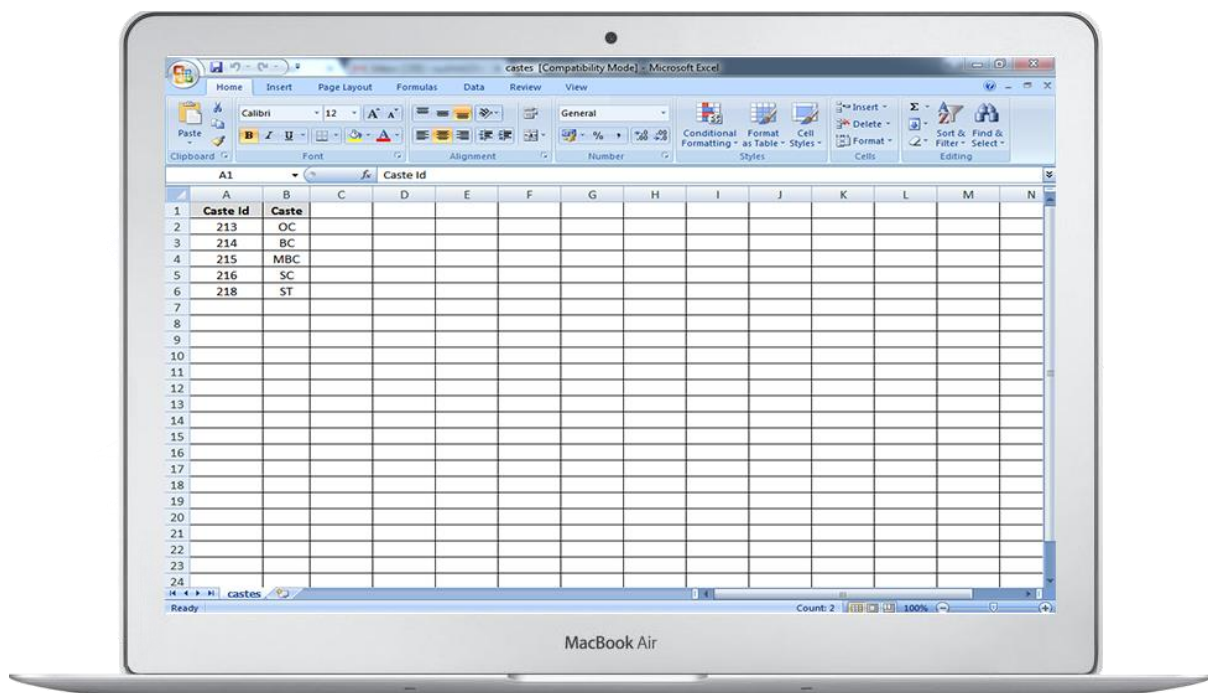 castes [Compatibility Mode] - Microsoft Excel
Home Insert Page Layout Formulas Data Review View
Paste
Calibri 12 A A
B I U A
General
% ,
Conditional Formatting
Format as Table
Cell Styles
Insert
Delete
Format
Σ
Sort & Filter
Find & Select
Clipboard Font Alignment Number Styles Cells Editing
A1 fx Caste Id
A B C D E F G H I J K L M N
1 Caste Id Caste
2 213 OC
3 214 BC
4 215 MBC
5 216 SC
6 218 ST
7
8
9
10
11
12
13
14
15
16
17
18
19
20
21
22
23
24
castes
Ready Count: 2 100%
MacBook Air